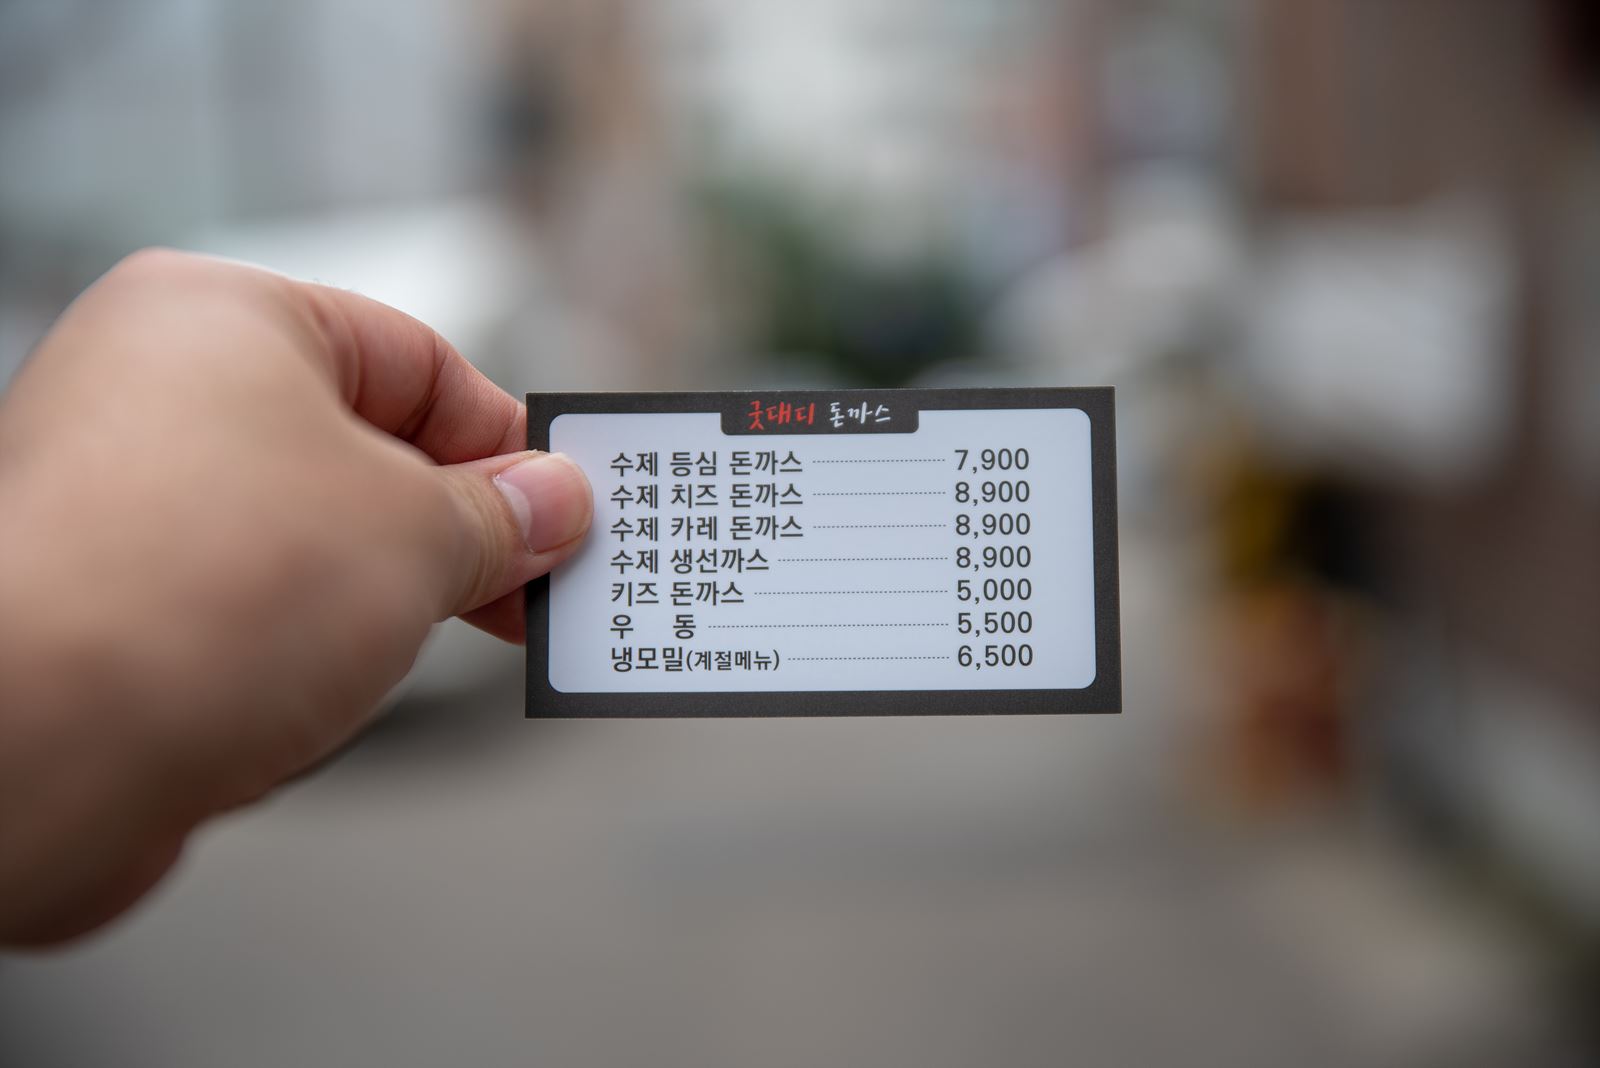 굿대디 돈까스
수제 등심 돈까스 7,900
수제 치즈 돈까스 8,900
수제 카레 돈까스 8,900
수제 생선까스 8,900
키즈 돈까스 5,000
우 동 5,500
냉모밀(계절메뉴) 6,500